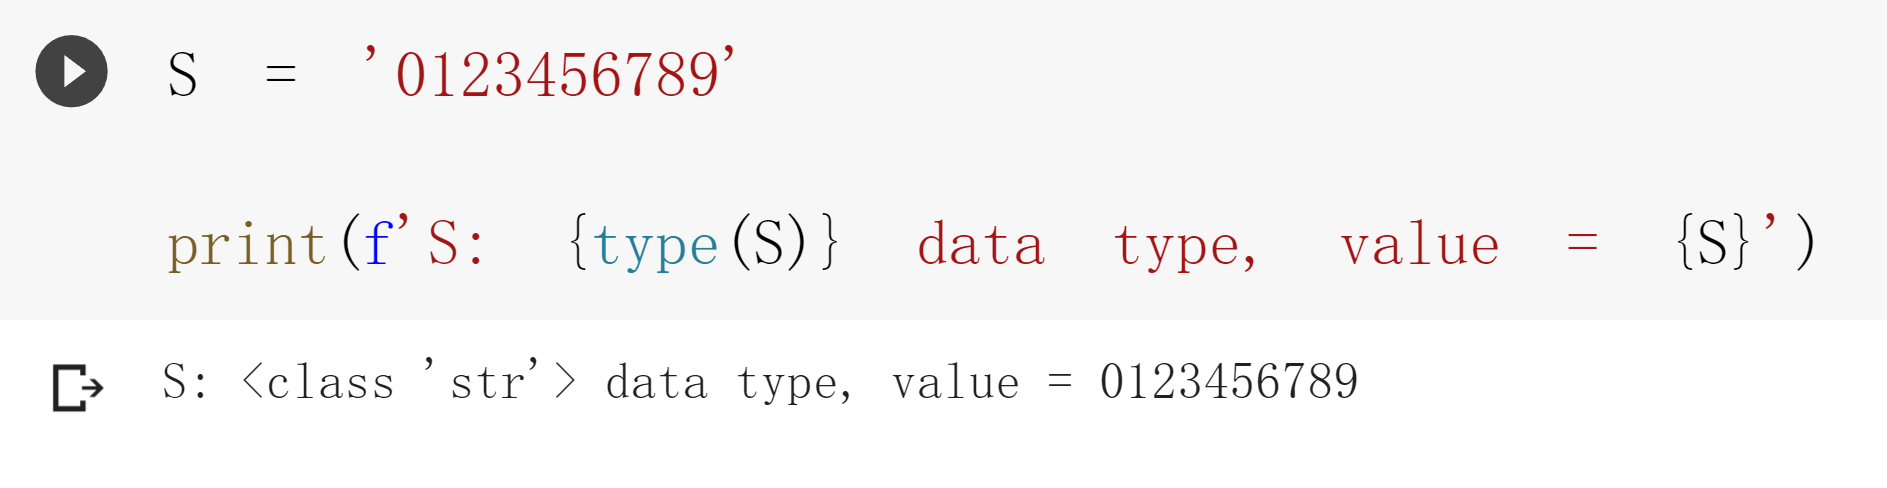 S = '0123456789'
print(f'S: {type(S)} data type, value = {S}')
S: <class 'str'> data type, value = 0123456789